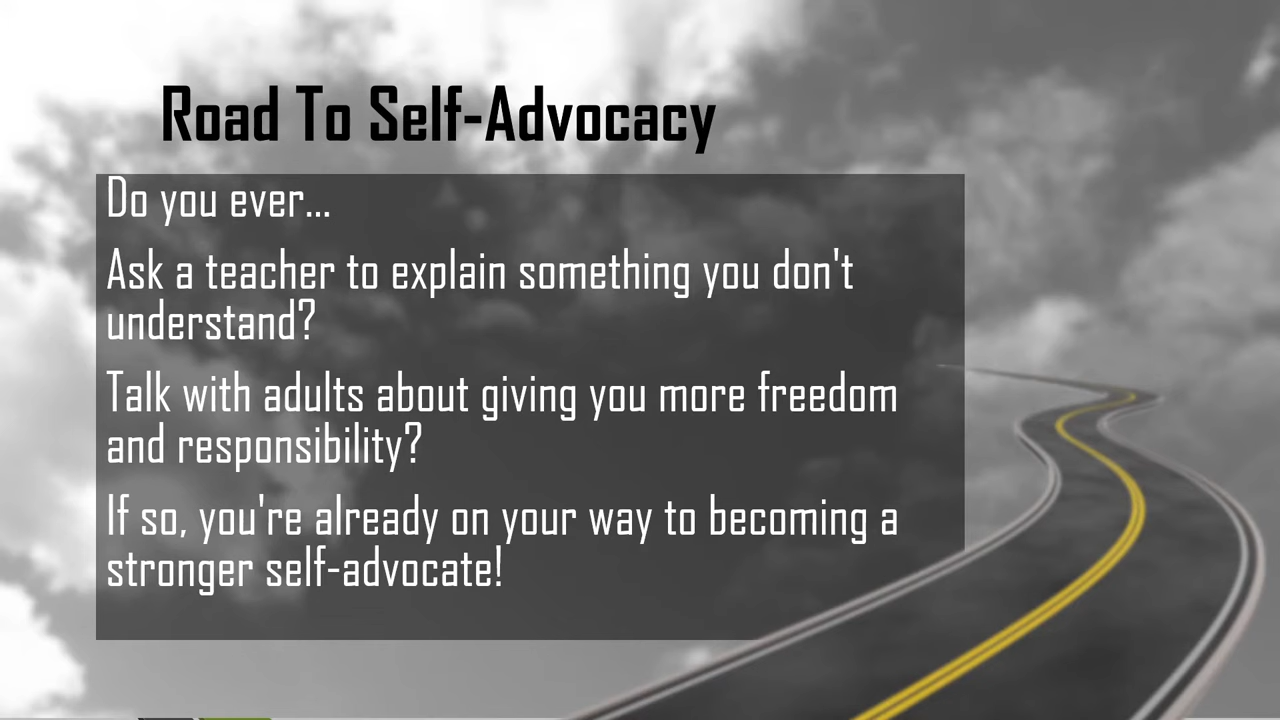 Road To Self-Advocacy
Do you ever...
Ask a teacher to explain something you don't
understand?
Talk with adults about giving you more freedom
and responsibility?
If so, you're already on your way to becoming a
stronger self-advocate!